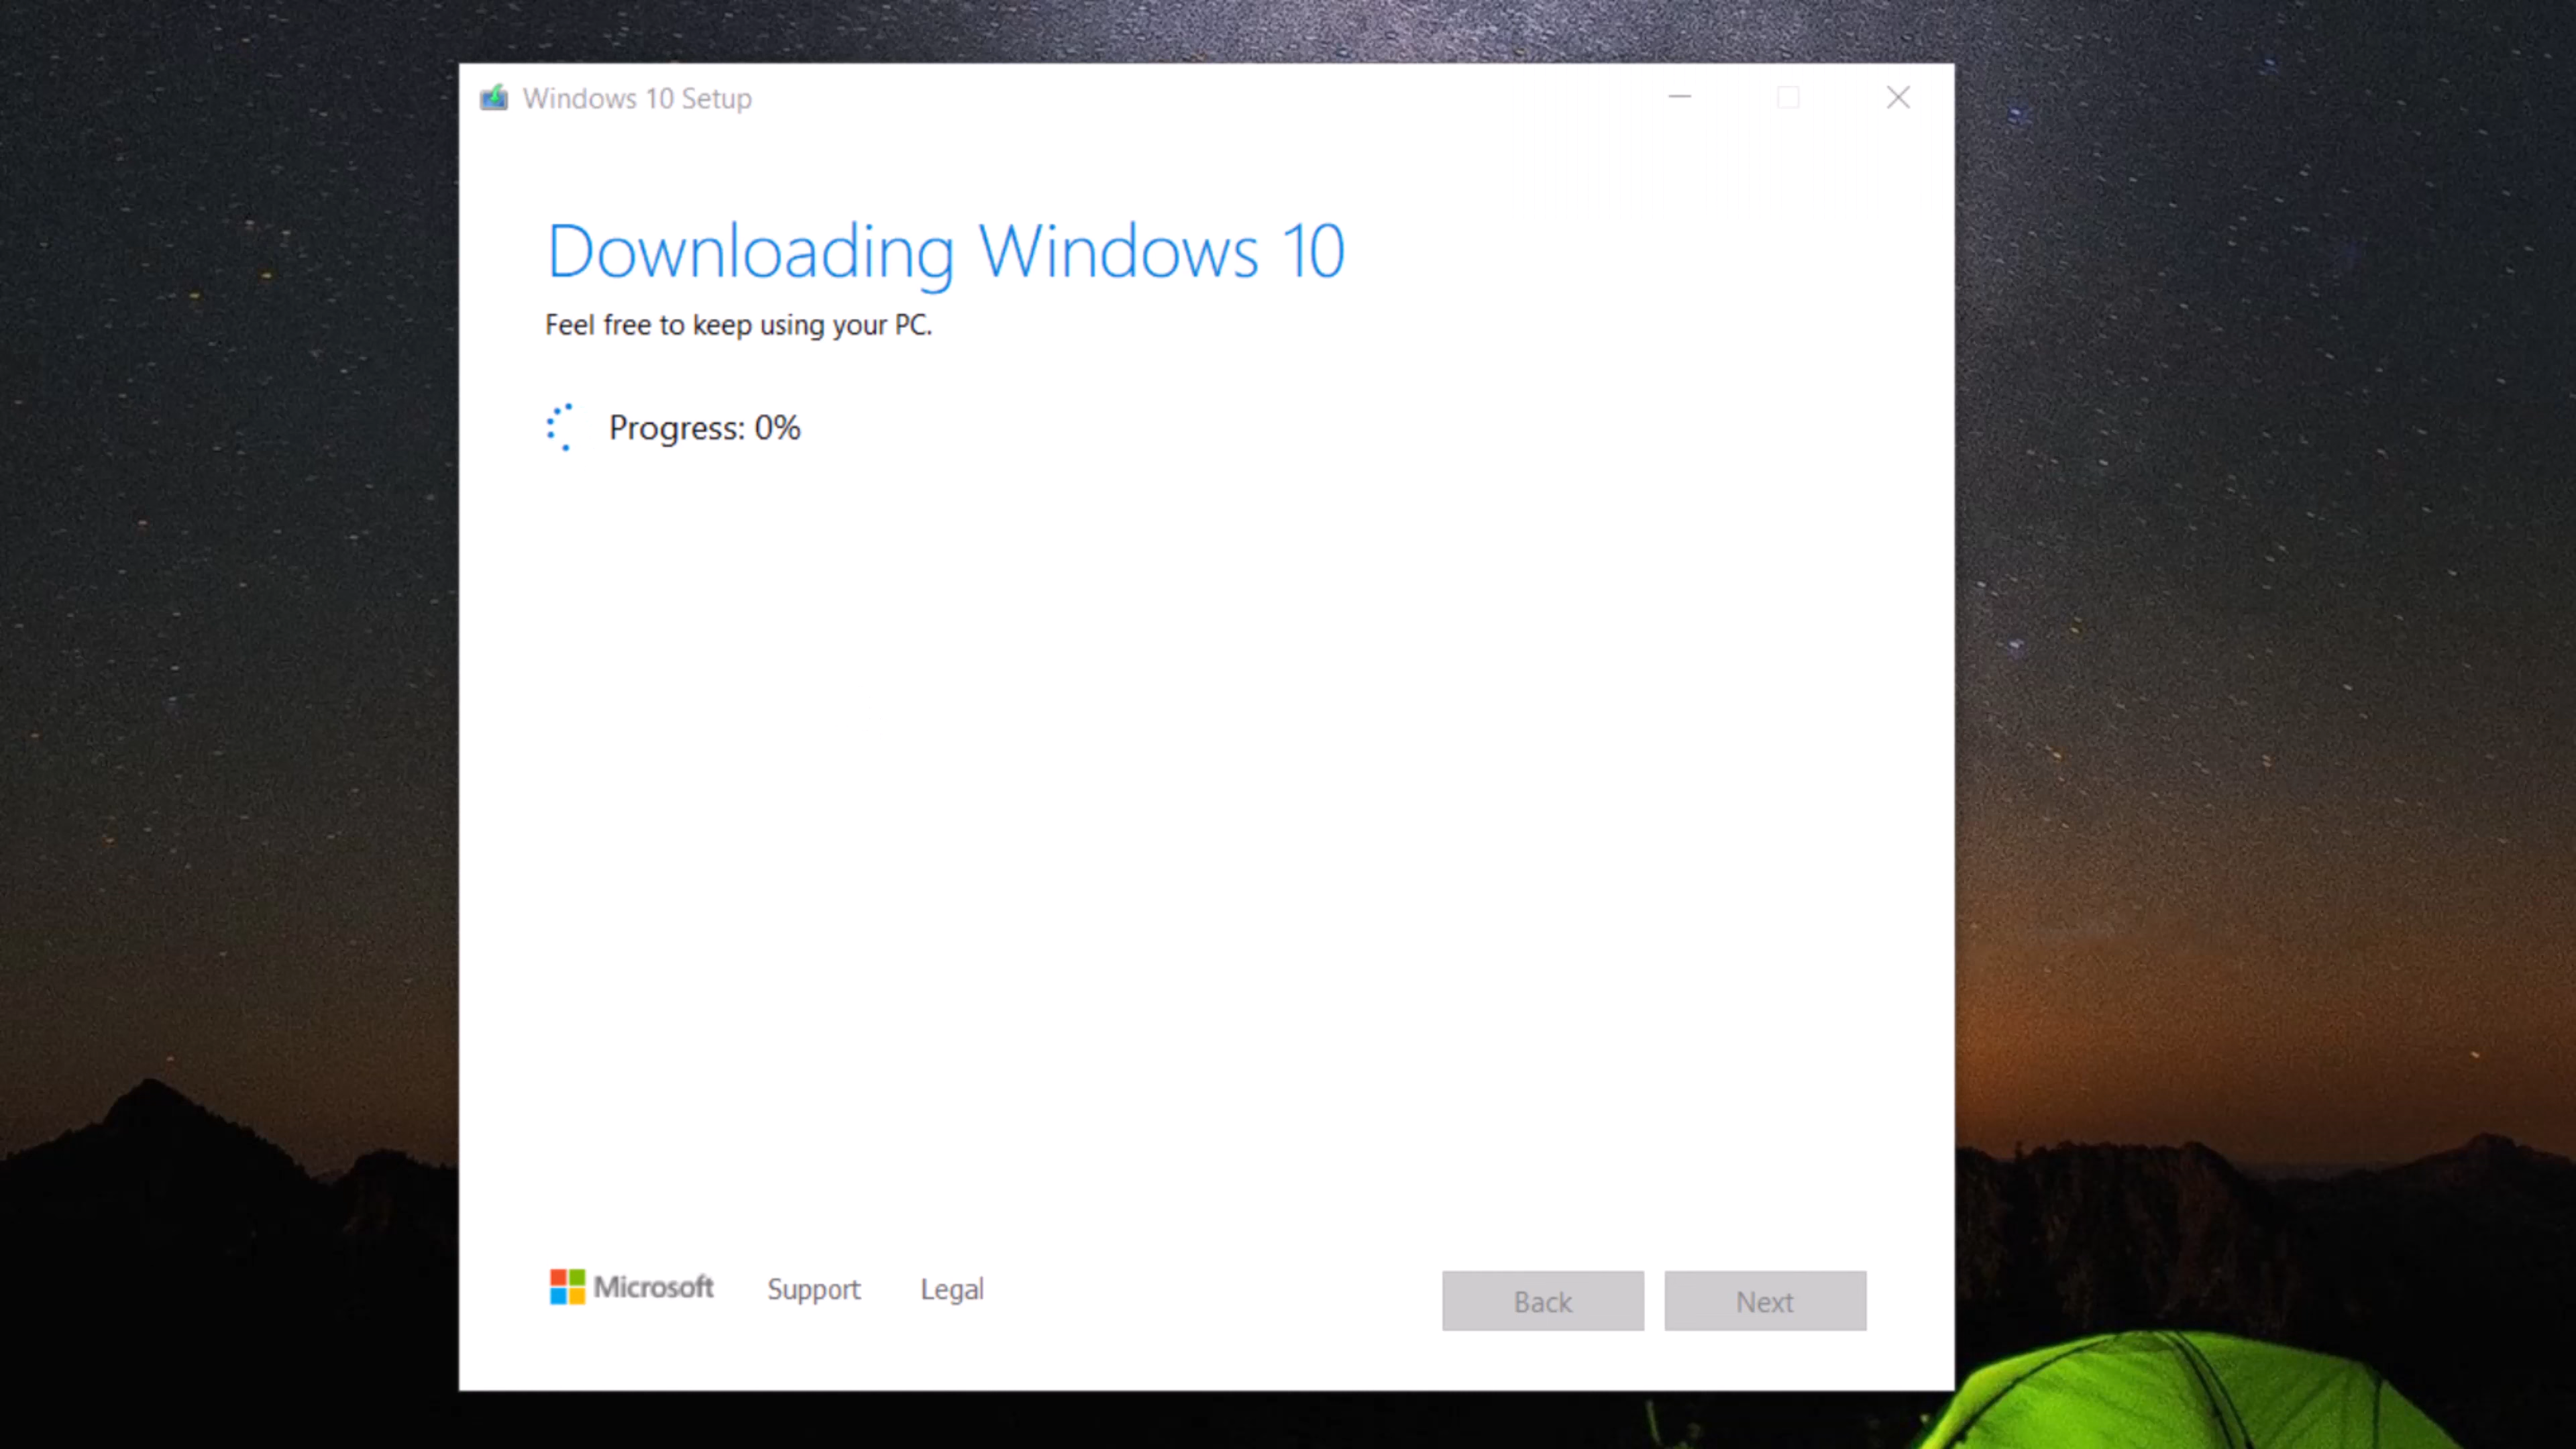 Windows 10 Setup
Downloading Windows 10
Feel free to keep using your PC.
Progress: 0%
Microsoft Support Legal Back Next